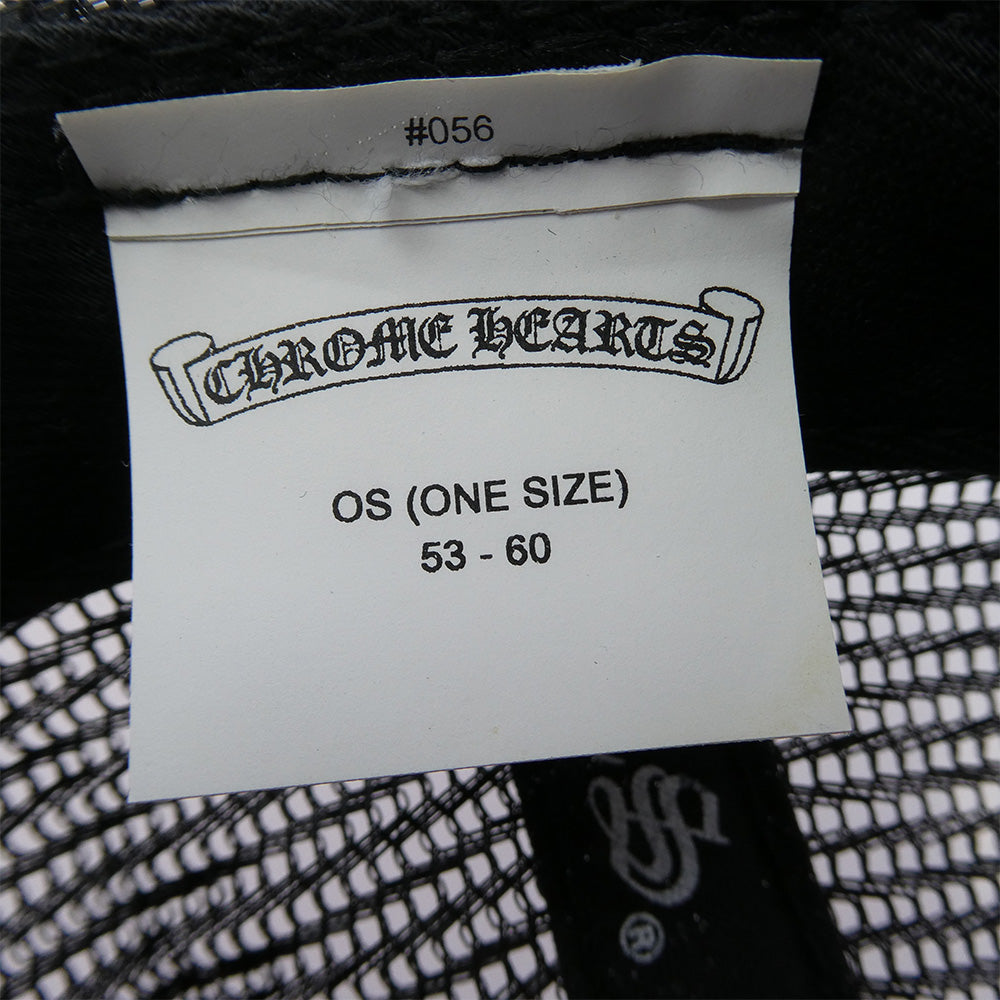 #056
CHROME HEARTS
OS (ONE SIZE)
53 - 60
®